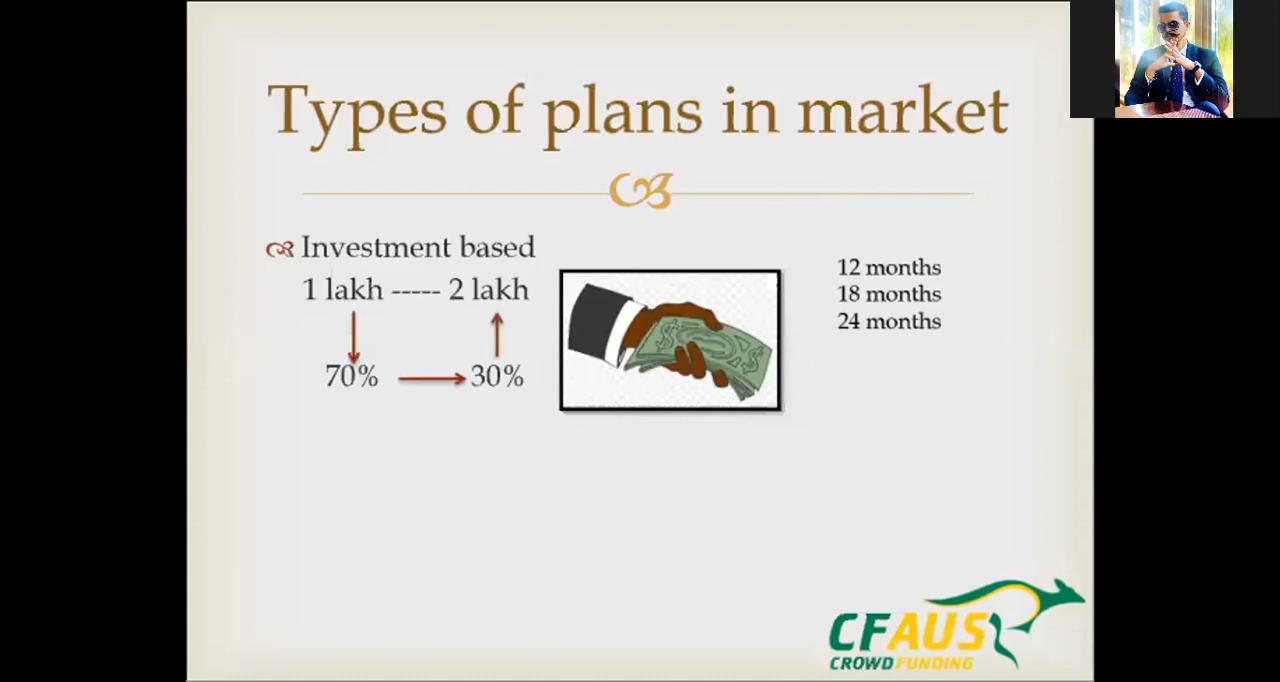 Types of plans in market
Investment based
1 lakh ----- 2 lakh
70%
30%
12 months
18 months
24 months
CFAUS
CROWDFUNDING